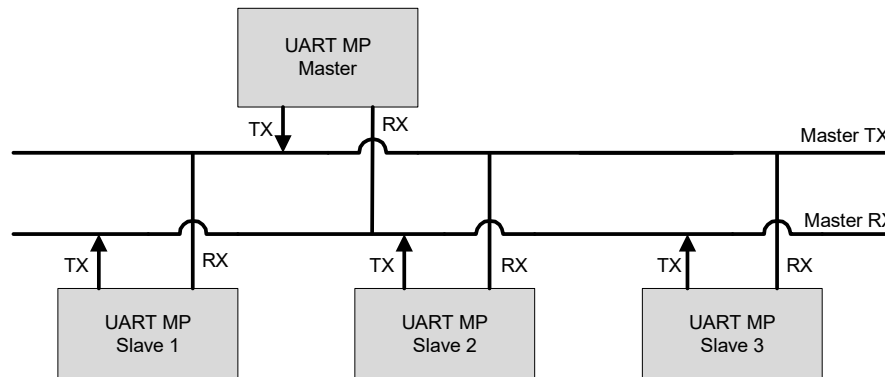 UART MP
Master
TX
RX
Master TX
Master RX
TX
RX
TX
RX
TX
RX
UART MP
Slave 1
UART MP
Slave 2
UART MP
Slave 3